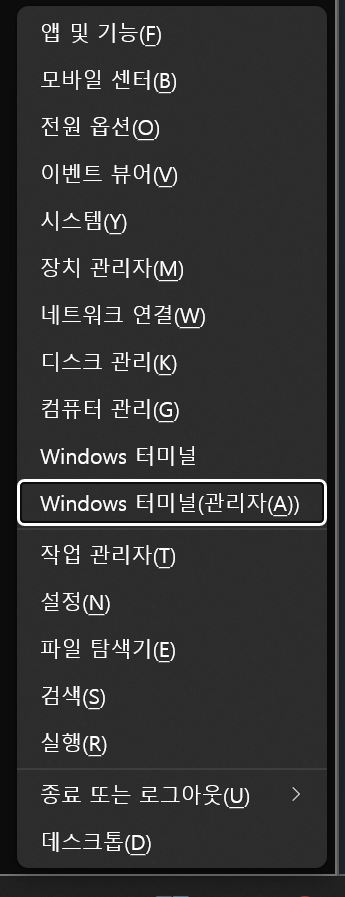 앱 및 기능(F)
모바일 센터(B)
전원 옵션(O)
이벤트 뷰어(V)
시스템(Y)
장치 관리자(M)
네트워크 연결(W)
디스크 관리(K)
컴퓨터 관리(G)
Windows 터미널
Windows 터미널(관리자(A))
작업 관리자(T)
설정(N)
파일 탐색기(E)
검색(S)
실행(R)
종료 또는 로그아웃(U)
데스크톱(D)